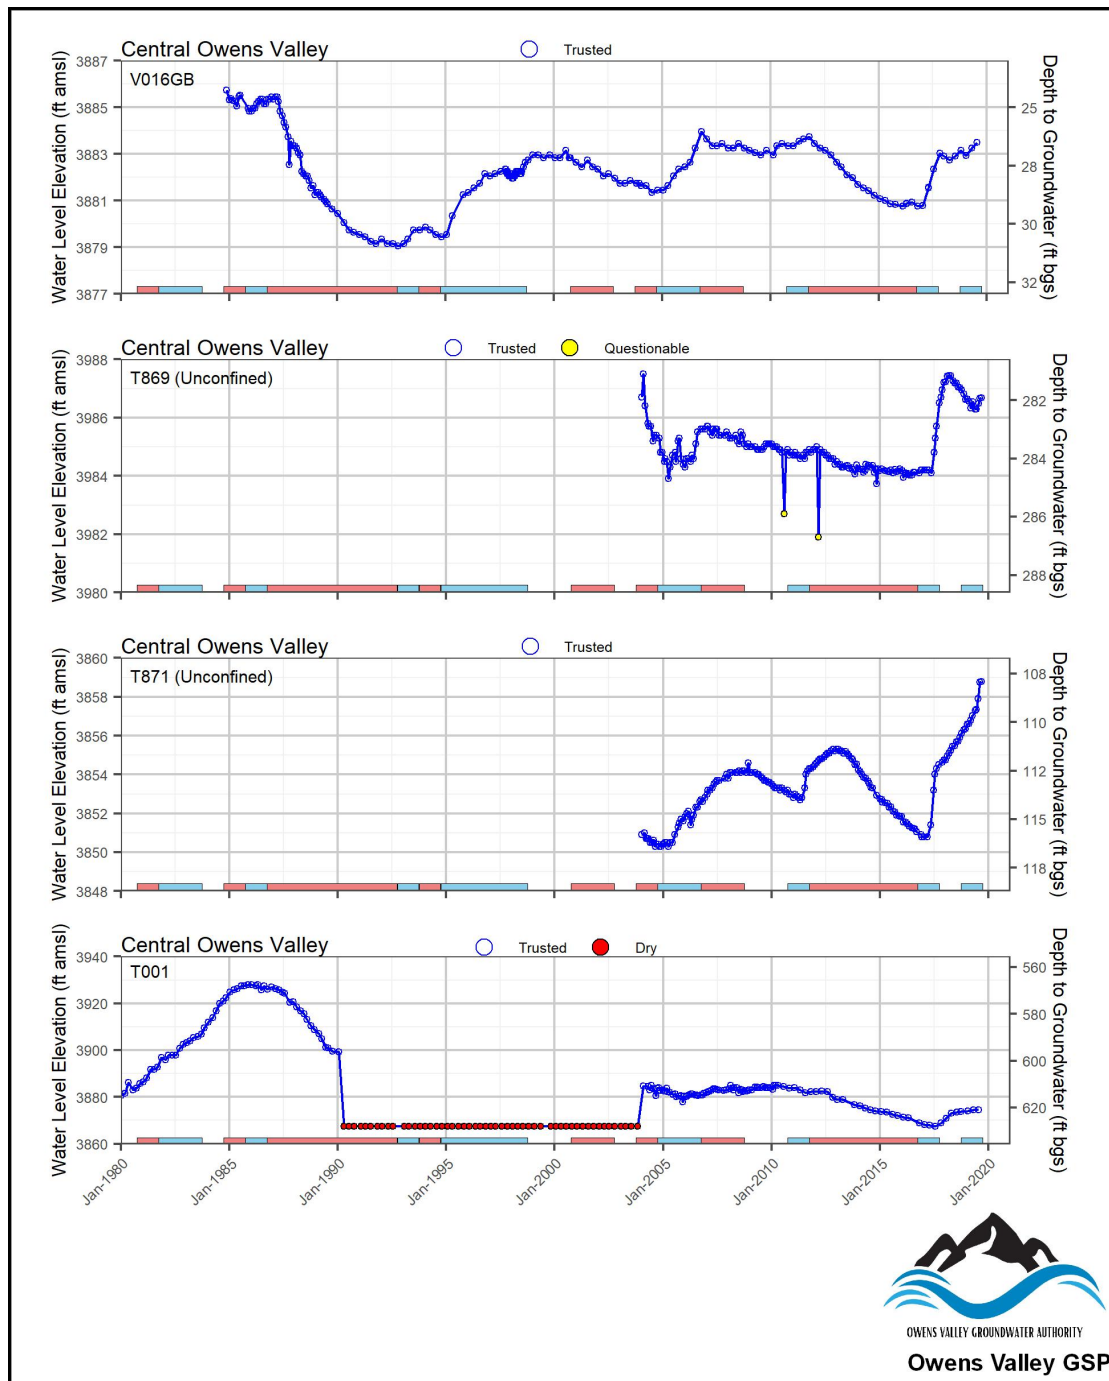 Central Owens Valley
Trusted
V016GB
Water Level Elevation (ft amsl)
3887
3885
3883
3881
3879
3877
Depth to Groundwater (ft bgs)
25
28
30
32
Central Owens Valley
Trusted Questionable
T869 (Unconfined)
Water Level Elevation (ft amsl)
3988
3986
3984
3982
3980
Depth to Groundwater (ft bgs)
282
284
286
288
Central Owens Valley
Trusted
T871 (Unconfined)
Water Level Elevation (ft amsl)
3860
3858
3856
3854
3852
3850
3848
Depth to Groundwater (ft bgs)
108
110
112
115
118
Central Owens Valley
Trusted Dry
T001
Water Level Elevation (ft amsl)
3940
3920
3900
3880
3860
Depth to Groundwater (ft bgs)
560
580
600
620
Jan-1980 Jan-1985 Jan-1990 Jan-1995 Jan-2000 Jan-2005 Jan-2010 Jan-2015 Jan-2020
OWENS VALLEY GROUNDWATER AUTHORITY
Owens Valley GSP